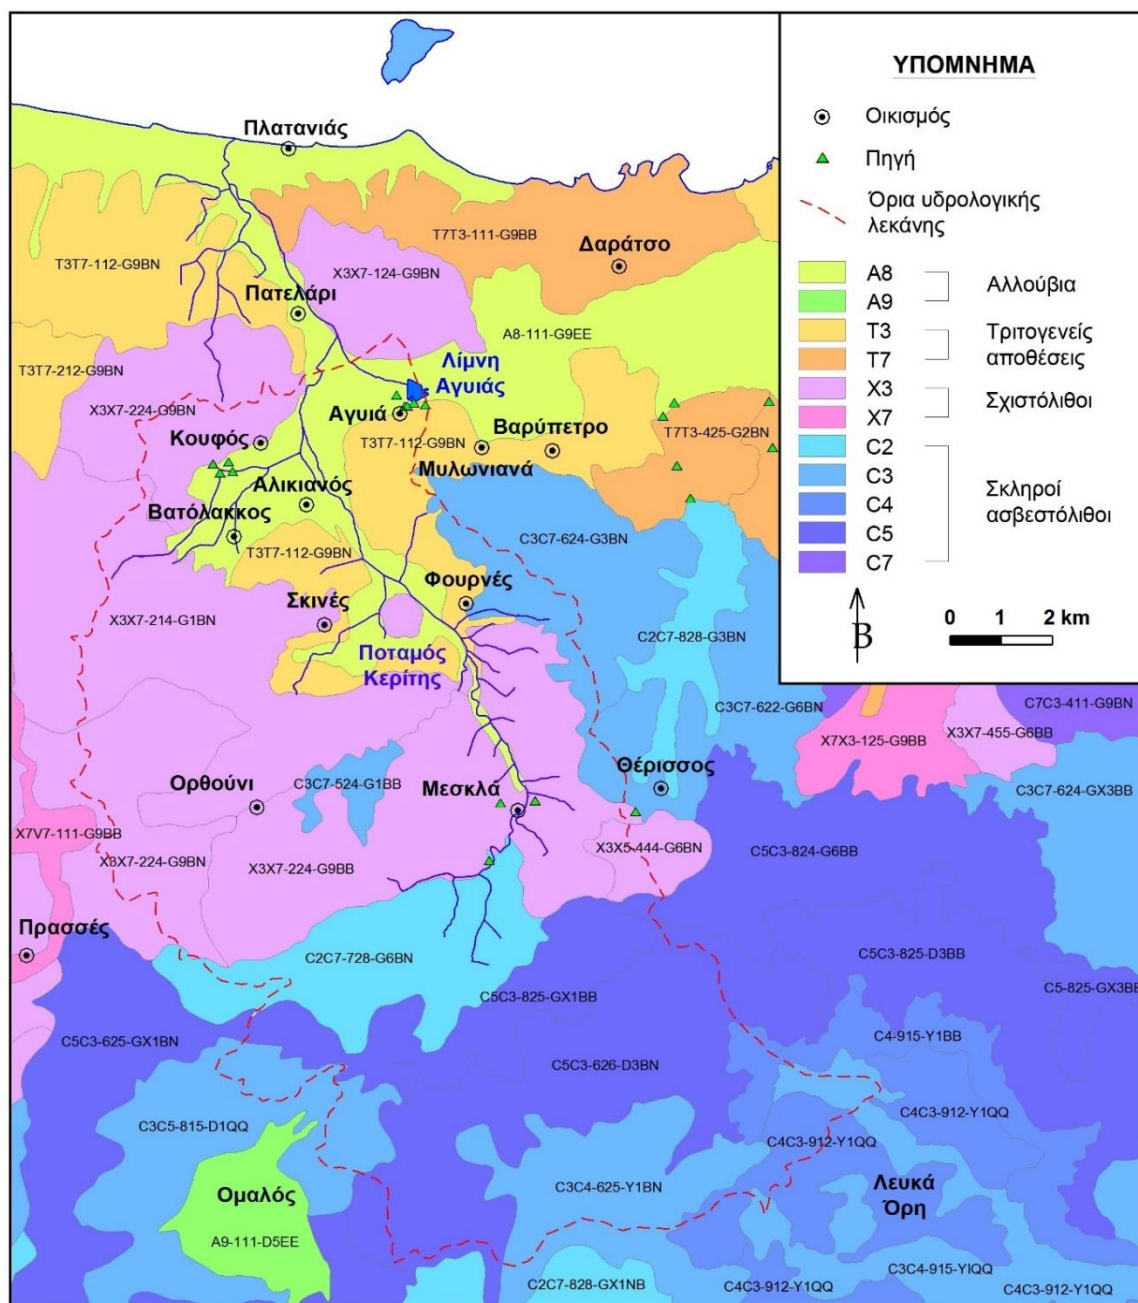 ΥΠΟΜΝΗΜΑ
Οικισμός
Πηγή
Όρια υδρολογικής
λεκάνης
A8
A9
Αλλούβια
T3
T7
Τριτογενείς
αποθέσεις
X3
X7
Σχιστόλιθοι
C2
C3
C4
C5
C7
Σκληροί
ασβεστόλιθοι
B
0 1 2 km
Πλατανιάς
T7T3-111-G9BB
Δαράτσο
T3T7-112-G9BN
X3X7-124-G9BN
Πατελάρι
A8-111-G9EE
T3T7-212-G9BN
Λίμνη
Αγυιάς
X3X7-224-G9BN
Αγυιά
Βαρύπετρο
T7T3-425-G2BN
Κουφός
T3T7-112-G9BN
Μυλωνιανά
Αλικιανός
Βατόλακκος
C3C7-624-G3BN
T3T7-112-G9BN
Φουρνές
Σκινές
X3X7-214-G1BN
C2C7-828-G3BN
Ποταμός
Κερίτης
C3C7-622-G6BN
C7C3-411-G9BN
X7X3-125-G9BB
X3X7-455-G6BB
Θέρισσος
C3C7-624-GX3BB
Ορθούνι
C3C7-524-G1BB
Μεσκλά
X7V7-111-G9BB
X3X7-224-G9BN
X3X7-224-G9BB
X3X5-444-G6BN
C5C3-824-G6BB
Πρασσές
C2C7-728-G6BN
C5C3-825-D3BB
C5C3-825-GX1BB
C5-825-GX3BB
C5C3-625-GX1BN
C4-915-Y1BB
C5C3-626-D3BN
C3C5-815-D1QQ
C4C3-912-Y1QQ
C4C3-912-Y1QQ
Ομαλός
C3C4-625-Y1BN
Λευκά
Όρη
A9-111-D5EE
C3C4-915-YIQQ
C2C7-828-GX1NB
C4C3-912-Y1QQ
C4C3-912-Y1QQ